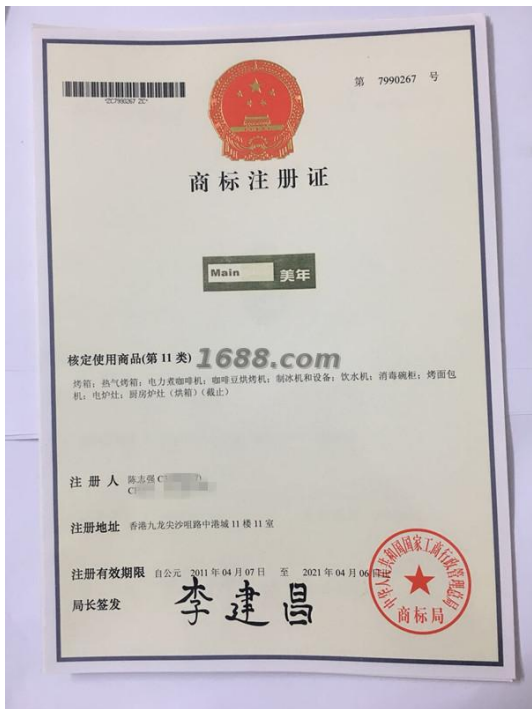 第 7990267 号
*ZC7990267 ZC*
商标注册证
Main
美年
1688.com
核定使用商品(第 11 类)
烤箱；热气烤箱；电力煮咖啡机；咖啡豆烘烤机；制冰机和设备；饮水机；消毒碗柜；烤面包
机；电炉灶；厨房炉灶（烘箱）（截止）
注 册 人 陈志强 C
C
注册地址 香港九龙尖沙咀路中港城 11 楼 11 室
注册有效期限 自公元 2011 年 04 月 07 日 至 2021 年 04 月 06 日止
局长签发 李建昌
中华人民共和国国家工商行政管理总局
商标局